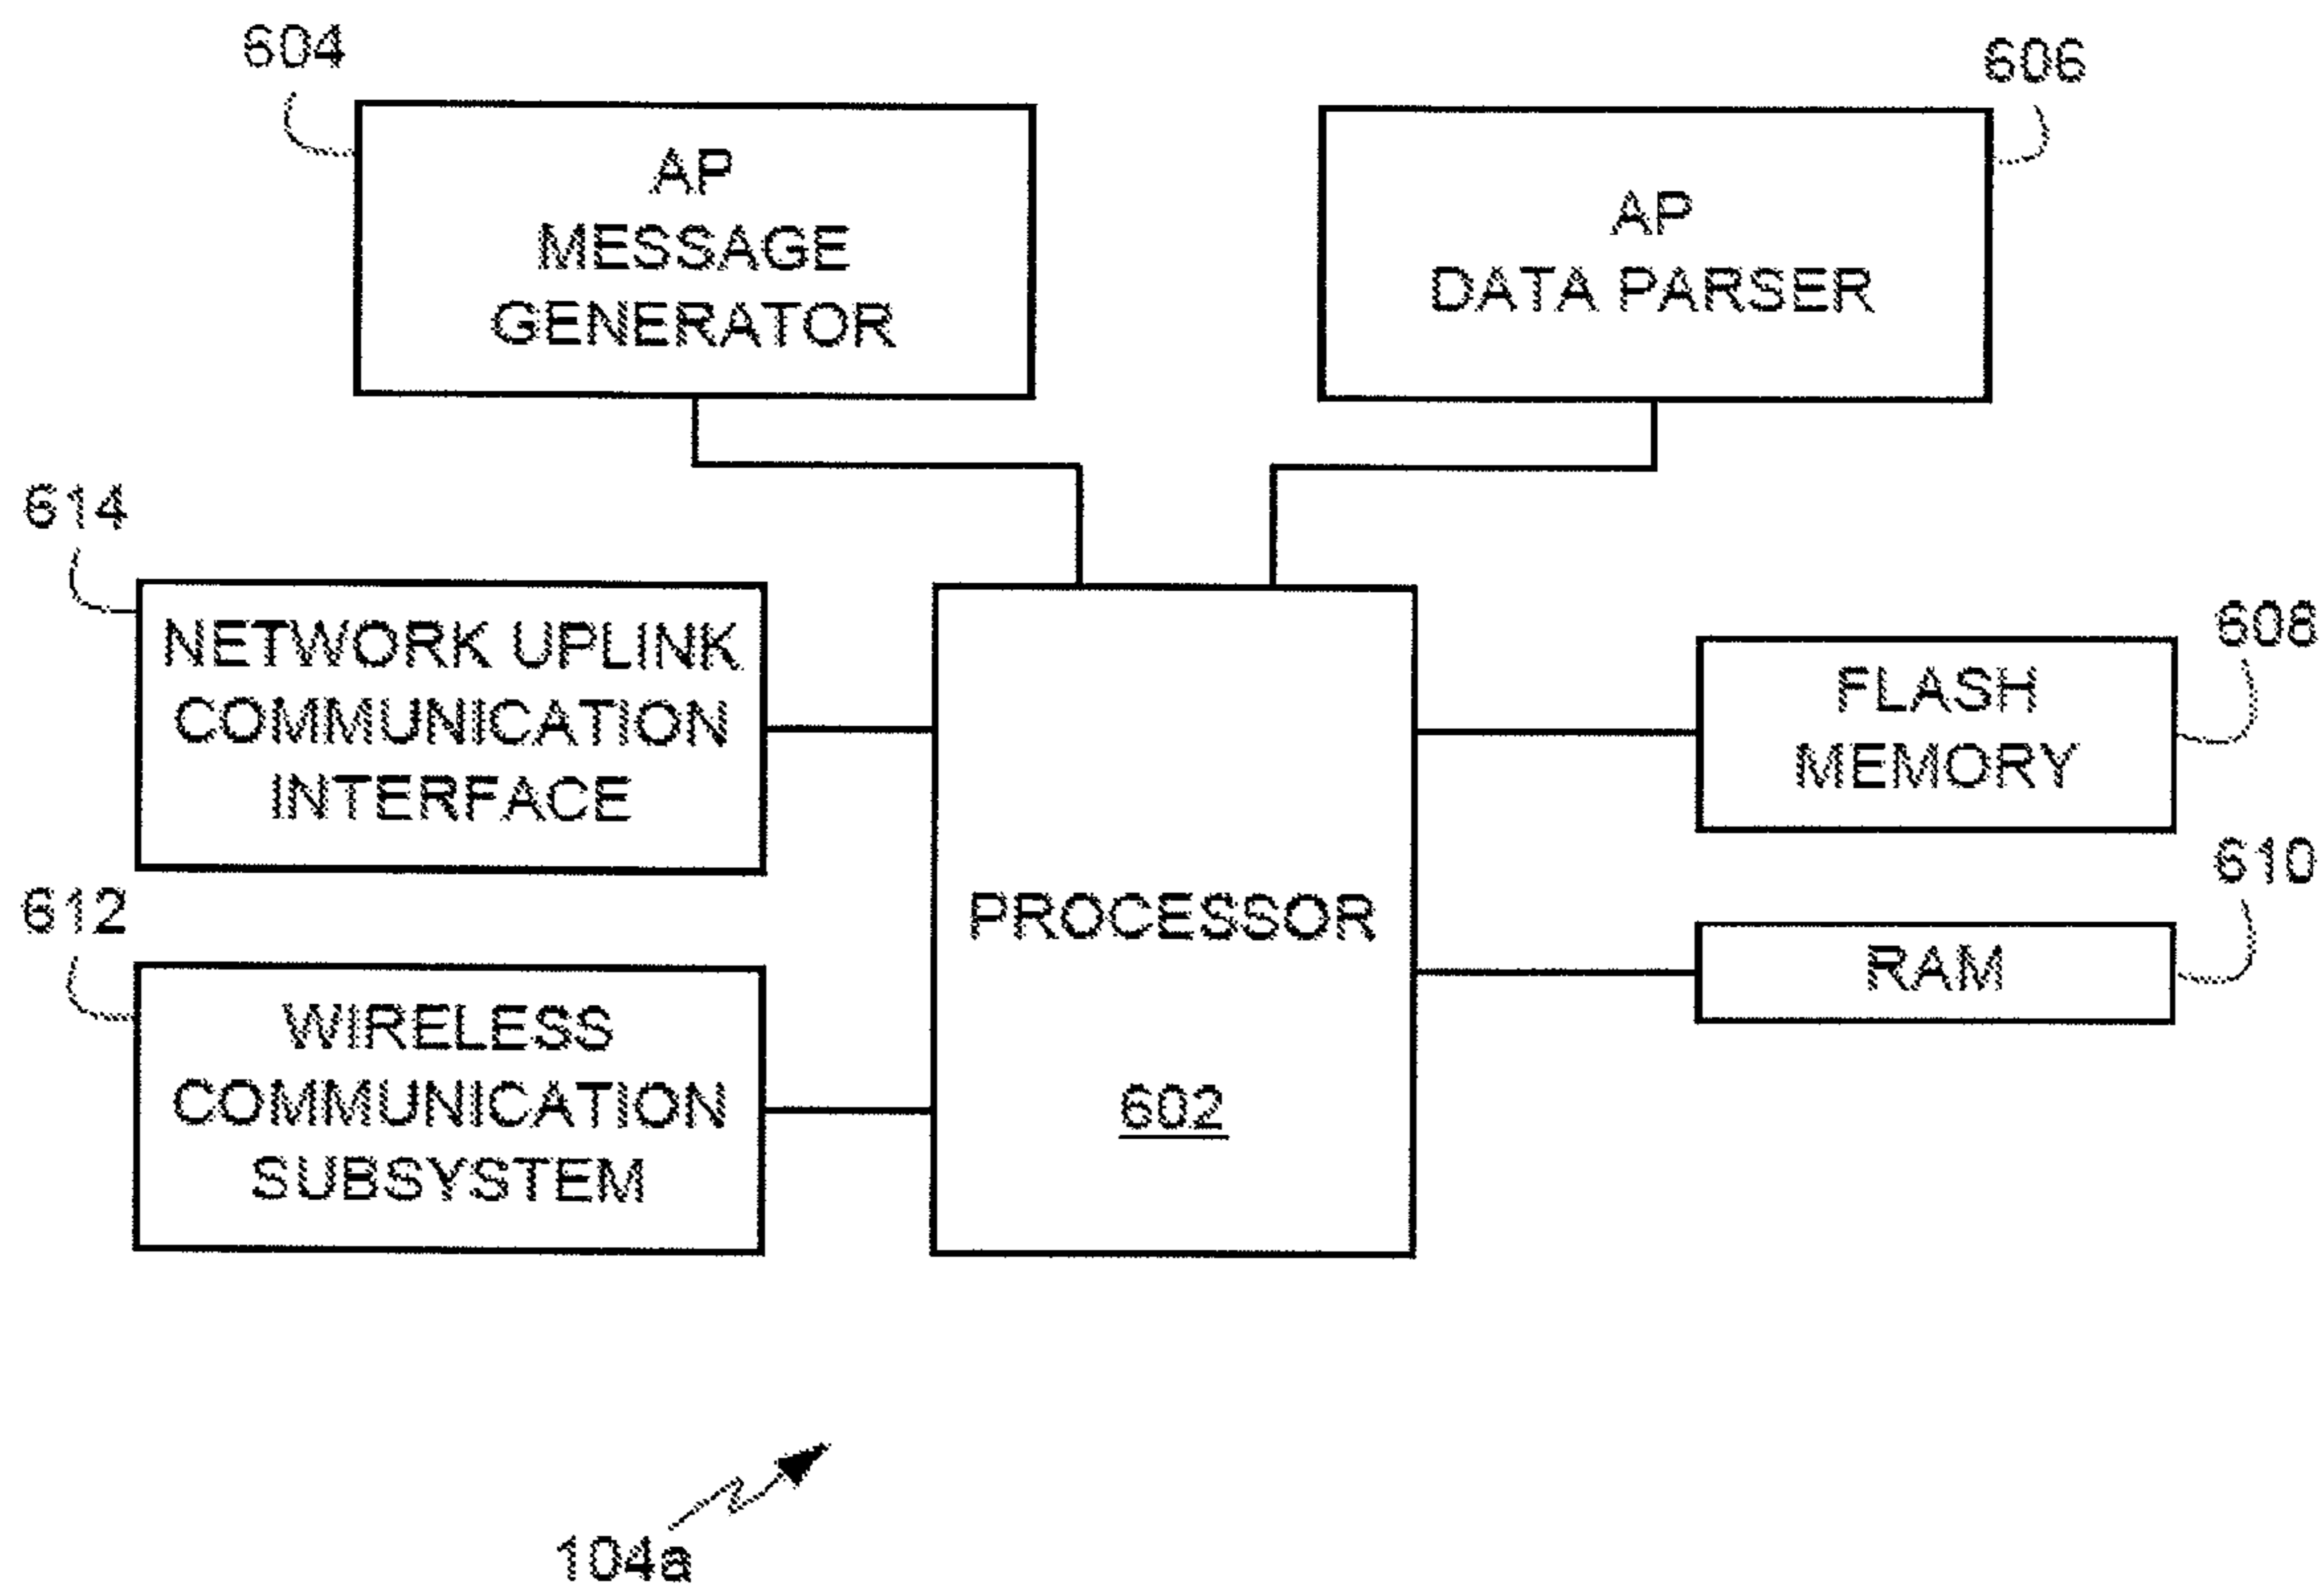 604
606
AP
MESSAGE
GENERATOR
AP
DATA PARSER
614
NETWORK UPLINK
COMMUNICATION
INTERFACE
608
FLASH
MEMORY
610
RAM
612
WIRELESS
COMMUNICATION
SUBSYSTEM
PROCESSOR
602
104a